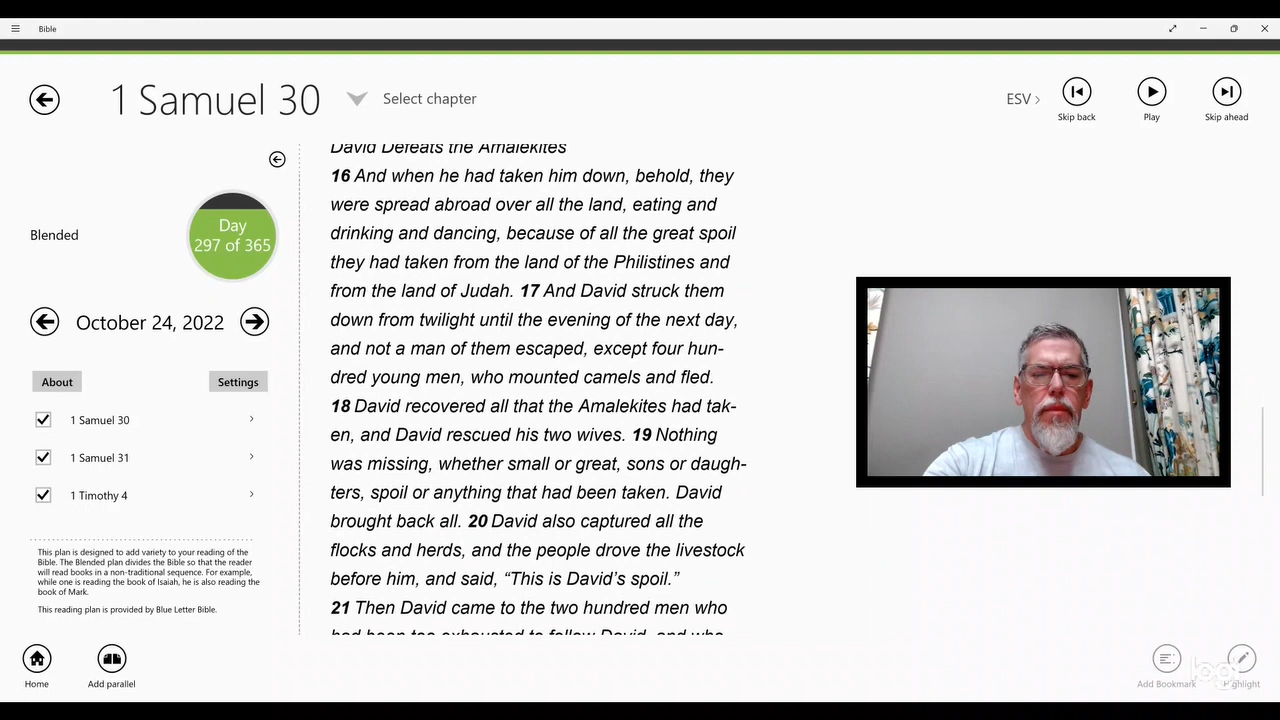 Bible
1 Samuel 30
Select chapter
ESV
Skip back
Play
Skip ahead
Blended
Day
297 of 365
October 24, 2022
About
Settings
1 Samuel 30
1 Samuel 31
1 Timothy 4
This plan is designed to add variety to your reading of the
Bible. The Blended plan divides the Bible so that the reader
will read books in a non-traditional sequence. For example,
while one is reading the book of Isaiah, he is also reading the
book of Mark.
This reading plan is provided by Blue Letter Bible.
David Defeats the Amalekites
16 And when he had taken him down, behold, they
were spread abroad over all the land, eating and
drinking and dancing, because of all the great spoil
they had taken from the land of the Philistines and
from the land of Judah. 17 And David struck them
down from twilight until the evening of the next day,
and not a man of them escaped, except four hun-
dred young men, who mounted camels and fled.
18 David recovered all that the Amalekites had tak-
en, and David rescued his two wives. 19 Nothing
was missing, whether small or great, sons or daugh-
ters, spoil or anything that had been taken. David
brought back all. 20 David also captured all the
flocks and herds, and the people drove the livestock
before him, and said, “This is David’s spoil.”
21 Then David came to the two hundred men who
had been too exhausted to follow David, and who
Home
Add parallel
Add Bookmark
Highlight
logi